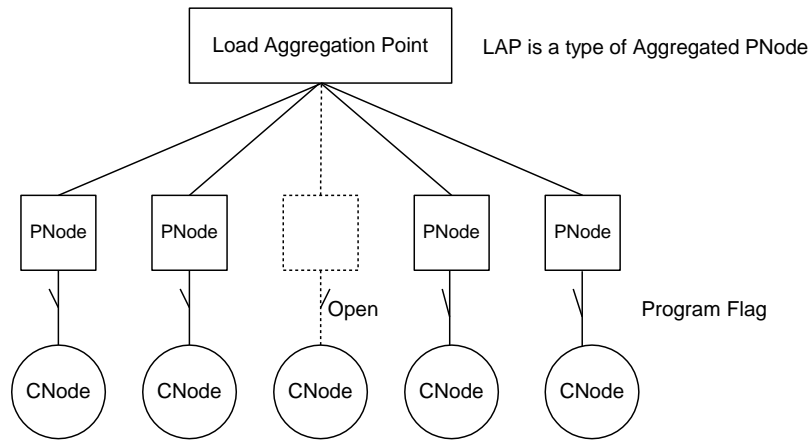 Load Aggregation Point
LAP is a type of Aggregated PNode
PNode
PNode
PNode
PNode
Open
Program Flag
CNode
CNode
CNode
CNode
CNode